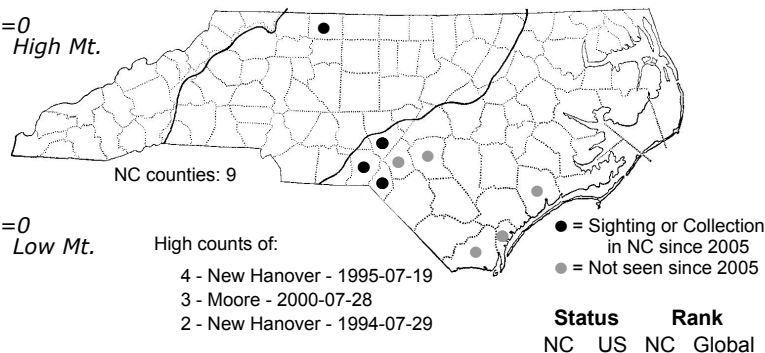 =0
High Mt.
NC counties: 9
=0
Low Mt.
High counts of:
4 - New Hanover - 1995-07-19
3 - Moore - 2000-07-28
2 - New Hanover - 1994-07-29
= Sighting or Collection
in NC since 2005
= Not seen since 2005
Status Rank
NC US NC Global